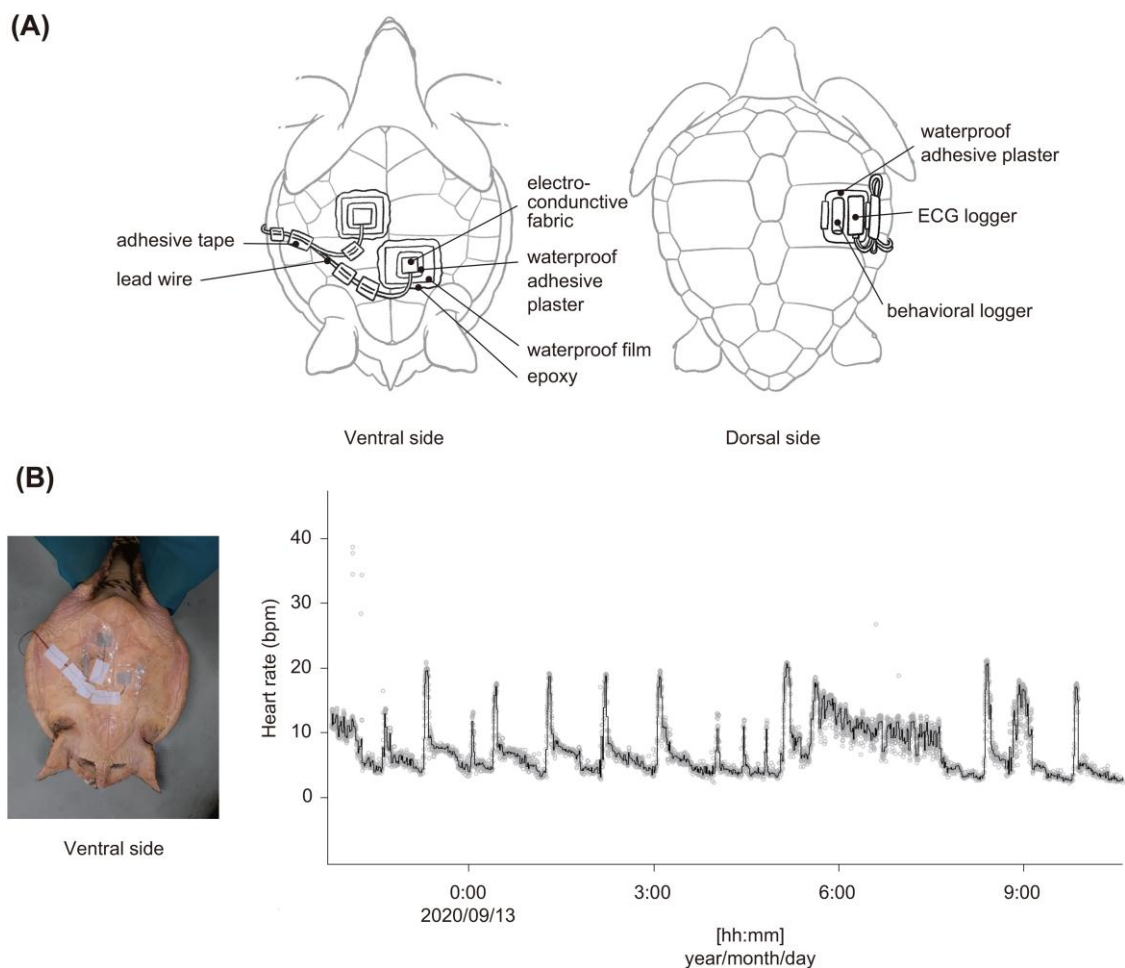 (A)
adhesive tape
lead wire
electro-
condunctive
fabric
waterproof
adhesive
plaster
waterproof film
epoxy
Ventral side
waterproof
adhesive plaster
ECG logger
behavioral logger
Dorsal side
(B)
Ventral side
Heart rate (bpm)
40
30
20
10
0
0:00
3:00
6:00
9:00
2020/09/13
[hh:mm]
year/month/day